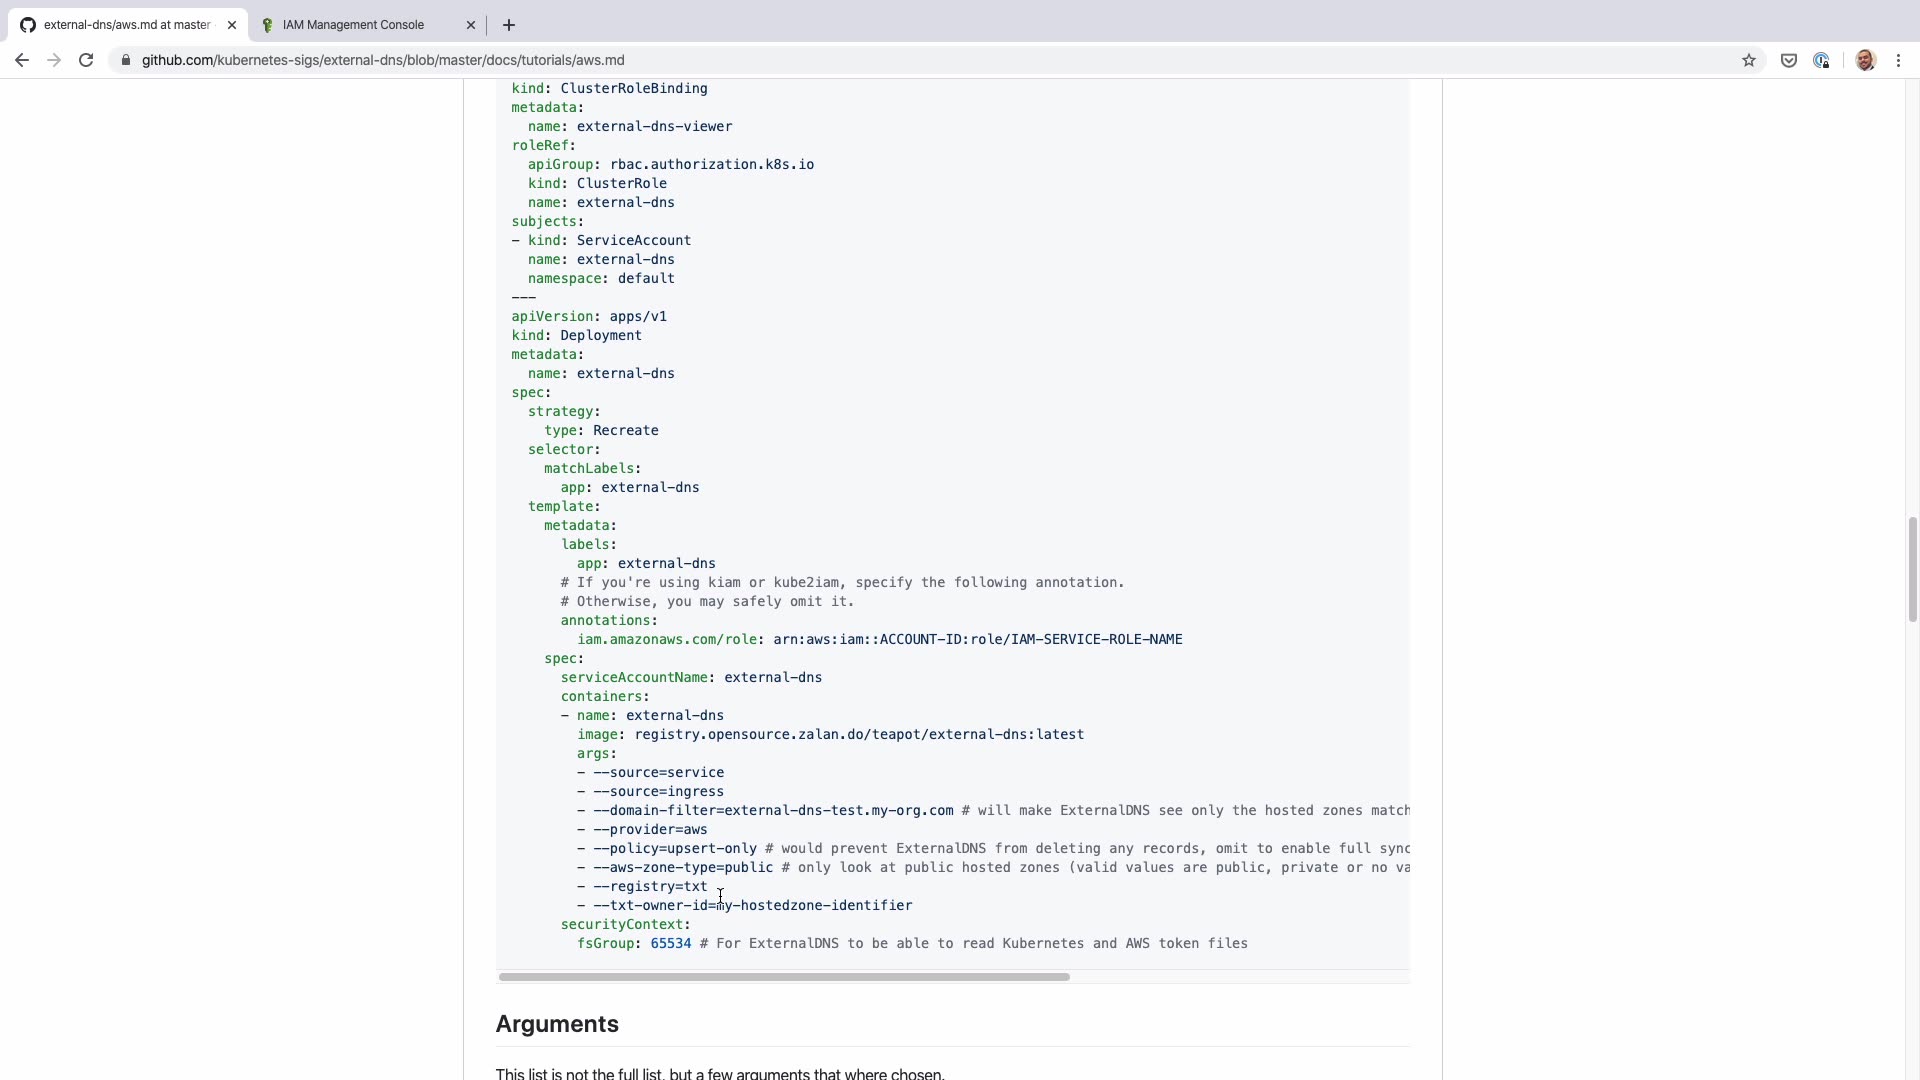 external-dns/aws.md at master
IAM Management Console
github.com/kubernetes-sigs/external-dns/blob/master/docs/tutorials/aws.md
kind: ClusterRoleBinding
metadata:
  name: external-dns-viewer
roleRef:
  apiGroup: rbac.authorization.k8s.io
  kind: ClusterRole
  name: external-dns
subjects:
- kind: ServiceAccount
  name: external-dns
  namespace: default
---
apiVersion: apps/v1
kind: Deployment
metadata:
  name: external-dns
spec:
  strategy:
    type: Recreate
  selector:
    matchLabels:
      app: external-dns
  template:
    metadata:
      labels:
        app: external-dns
      # If you're using kiam or kube2iam, specify the following annotation.
      # Otherwise, you may safely omit it.
      annotations:
        iam.amazonaws.com/role: arn:aws:iam::ACCOUNT-ID:role/IAM-SERVICE-ROLE-NAME
    spec:
      serviceAccountName: external-dns
      containers:
      - name: external-dns
        image: registry.opensource.zalan.do/teapot/external-dns:latest
        args:
        - --source=service
        - --source=ingress
        - --domain-filter=external-dns-test.my-org.com # will make ExternalDNS see only the hosted zones match
        - --provider=aws
        - --policy=upsert-only # would prevent ExternalDNS from deleting any records, omit to enable full sync
        - --aws-zone-type=public # only look at public hosted zones (valid values are public, private or no va
        - --registry=txt
        - --txt-owner-id=my-hostedzone-identifier
      securityContext:
        fsGroup: 65534 # For ExternalDNS to be able to read Kubernetes and AWS token files
Arguments
This list is not the full list, but a few arguments that where chosen.